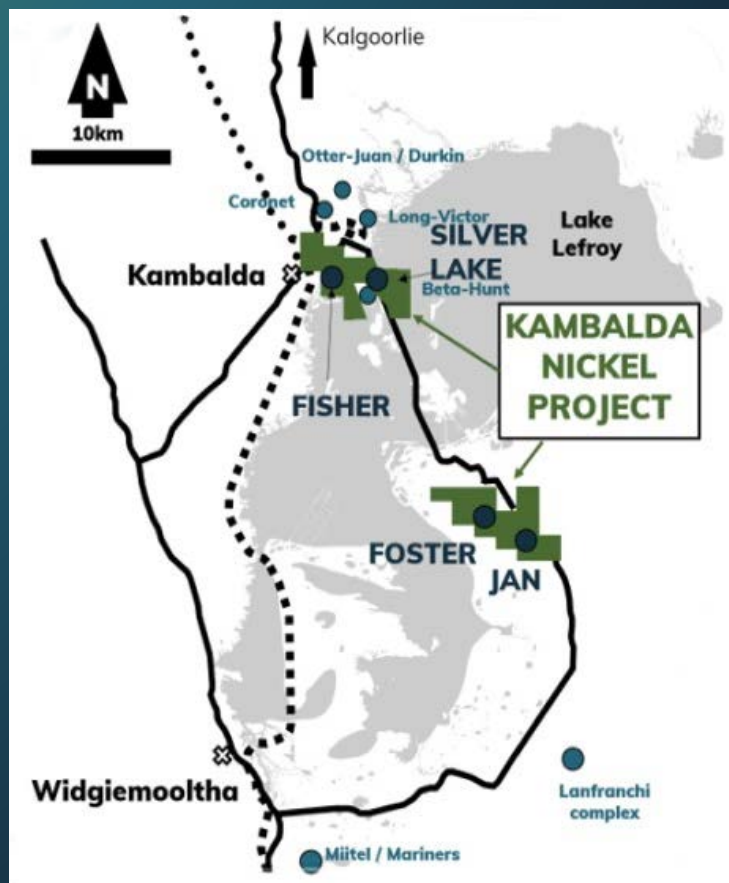 Kalgoorlie
N
10km
Otter-Juan / Durkin
Coronet
Long-Victor
SILVER
LAKE
Lake
Lefroy
Kambalda
Beta-Hunt
KAMBALDA
NICKEL
PROJECT
FISHER
FOSTER
JAN
Widgiemooltha
Lanfranchi
complex
Miitel / Mariners